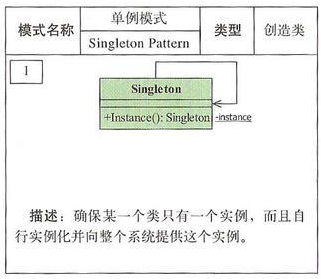 模式名称
单例模式
Singleton Pattern
类型
创造类
1
Singleton
+Instance(): Singleton
-instance
描述：确保某一个类只有一个实例，而且自
行实例化并向整个系统提供这个实例。